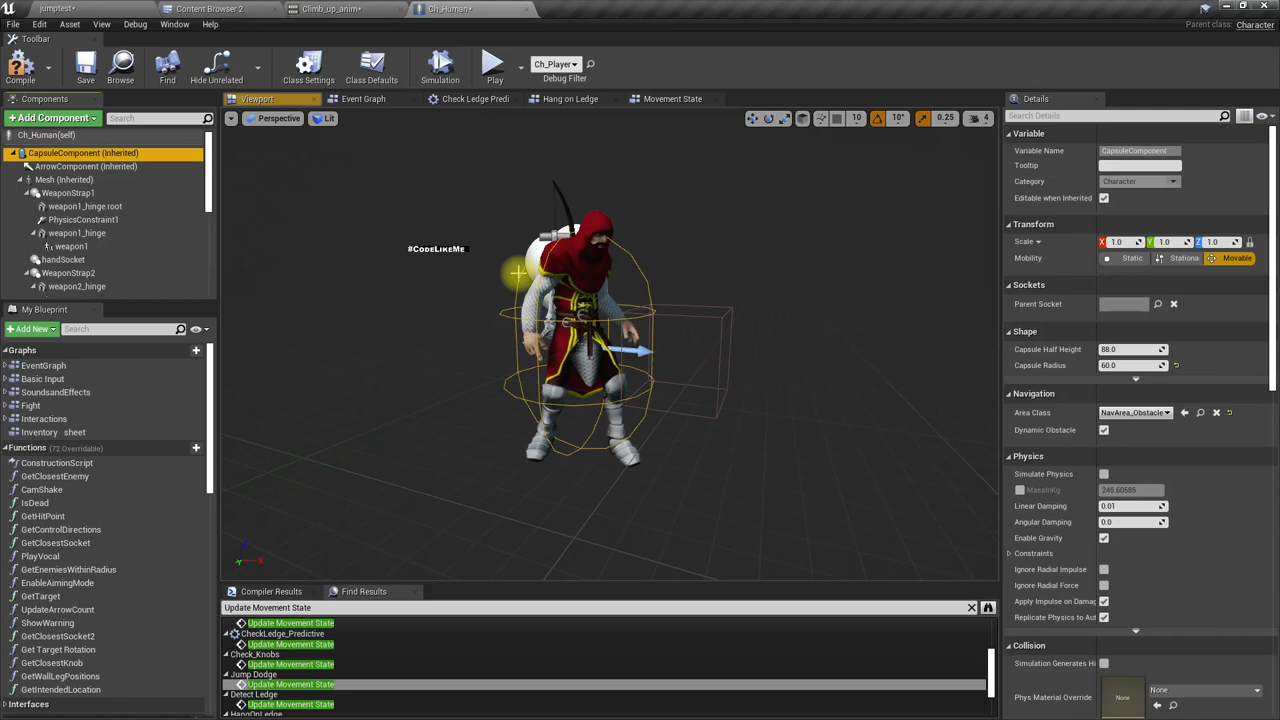 jumptest*
Content Browser 2
Climb_up_anim*
Ch_Human*
File
Edit
Asset
View
Debug
Window
Help
Parent class: Character
Toolbar
Compile
Save
Browse
Find
Hide Unrelated
Class Settings
Class Defaults
Simulation
Play
Ch_Player
Debug Filter
Components
+Add Component
Search
Ch_Human(self)
CapsuleComponent (Inherited)
ArrowComponent (Inherited)
Mesh (Inherited)
WeaponStrap1
weapon1_hinge root
PhysicsConstraint1
weapon1_hinge
weapon1
handSocket
WeaponStrap2
weapon2_hinge
My Blueprint
+Add New
Search
Graphs
EventGraph
Basic Input
SoundsandEffects
Fight
Interactions
Inventory sheet
Functions (72 Overridable)
ConstructionScript
GetClosestEnemy
CamShake
IsDead
GetHitPoint
GetControlDirections
GetClosestSocket
PlayVocal
GetEnemiesWithinRadius
EnableAimingMode
GetTarget
UpdateArrowCount
ShowWarning
GetClosestSocket2
Get Target Rotation
GetClosestKnob
GetWallLegPositions
GetIntendedLocation
Interfaces
Viewport
Event Graph
Check Ledge Predi
Hang on Ledge
Movement State
Perspective
Lit
10
10°
0.25
4
#CodeLikeMe
X
Compiler Results
Find Results
Update Movement State
Update Movement State
CheckLedge_Predictive
Update Movement State
Check_Knobs
Update Movement State
Jump Dodge
Update Movement State
Detect Ledge
Update Movement State
HangOnLedge
Details
Search Details
Variable
Variable Name
CapsuleComponent
Tooltip
Category
Character
Editable when Inherited
Transform
Scale
X 1.0 Y 1.0 Z 1.0
Mobility
Static
Stationa
Movable
Sockets
Parent Socket
Shape
Capsule Half Height
88.0
Capsule Radius
60.0
Navigation
Area Class
NavArea_Obstacle
Dynamic Obstacle
Physics
Simulate Physics
MassInKg
245.60585
Linear Damping
0.01
Angular Damping
0.0
Enable Gravity
Constraints
Ignore Radial Impulse
Ignore Radial Force
Apply Impulse on Damag
Replicate Physics to Aut
Collision
Simulation Generates Hi
Phys Material Override
None
None